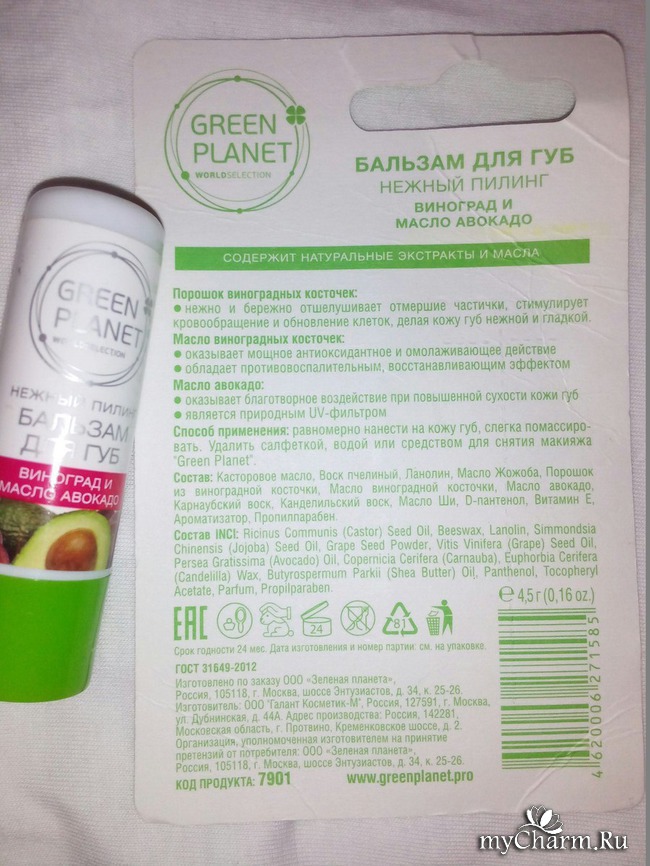 GREEN
PLANET
WORLDSELECTION
БАЛЬЗАМ ДЛЯ ГУБ
НЕЖНЫЙ ПИЛИНГ
ВИНОГРАД И
МАСЛО АВОКАДО
СОДЕРЖИТ НАТУРАЛЬНЫЕ ЭКСТРАКТЫ И МАСЛА
Порошок виноградных косточек:
● нежно и бережно отшелушивает отмершие частички, стимулирует
кровообращение и обновление клеток, делая кожу губ нежной и гладкой.
Масло виноградных косточек:
● оказывает мощное антиоксидантное и омолаживающее действие
● обладает противовоспалительным, восстанавливающим эффектом
Масло авокадо:
● оказывает благотворное воздействие при повышенной сухости кожи губ
● является природным UV-фильтром
Способ применения: равномерно нанести на кожу губ, слегка помассиро-
вать. Удалить салфеткой, водой или средством для снятия макияжа
"Green Planet".
Состав: Касторовое масло, Воск пчелиный, Ланолин, Масло Жожоба, Порошок
из виноградной косточки, Масло виноградной косточки, Масло авокадо,
Карнаубский воск, Канделильский воск, Масло Ши, D-пантенол, Витамин Е,
Ароматизатор, Пропилпарабен.
Состав INCI: Ricinus Communis (Castor) Seed Oil, Beeswax, Lanolin, Simmondsia
Chinensis (Jojoba) Seed Oil, Grape Seed Powder, Vitis Vinifera (Grape) Seed Oil,
Persea Gratissima (Avocado) Oil, Copernicia Cerifera (Carnauba), Euphorbia Cerifera
(Candelilla) Wax, Butyrospermum Parkii (Shea Butter) Oil, Panthenol, Tocopheryl
Acetate, Parfum, Propilparaben.
℮ 4,5 г (0,16 oz.)
EAC
24
81
Срок годности 24 мес. Дата изготовления и номер партии: см. на упаковке.
ГОСТ 31649-2012
Изготовлено по заказу ООО «Зеленая планета»,
Россия, 105118, г. Москва, шоссе Энтузиастов, д. 34, к. 25-26.
Изготовитель: ООО "Галант Косметик-М", Россия, 127591, г. Москва,
ул. Дубнинская, д. 44А. Адрес производства: Россия, 142281,
Московская область, г. Протвино, Кременковское шоссе, д. 2.
Организация, уполномоченная изготовителем на принятие
претензий от потребителя: ООО «Зеленая планета»,
Россия, 105118, г. Москва, шоссе Энтузиастов, д. 34, к. 25-26.
КОД ПРОДУКТА: 7901
www.greenplanet.pro
4620006271585
GREEN
PLANET
WORLDSELECTION
НЕЖНЫЙ ПИЛИНГ
БАЛЬЗАМ
ДЛЯ ГУБ
ВИНОГРАД И
МАСЛО АВОКАДО
myCharm.Ru